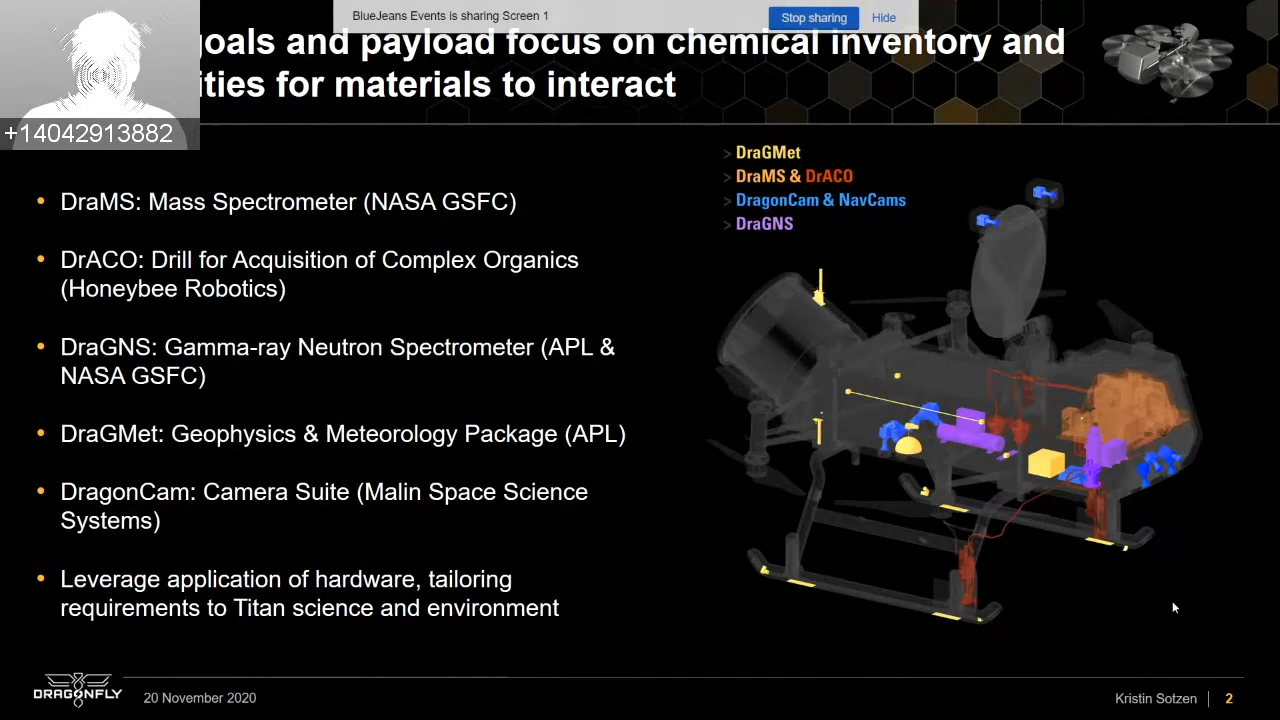 BlueJeans Events is sharing Screen 1
Stop sharing
Hide
goals and payload focus on chemical inventory and
ities for materials to interact
+14042913882
> DraGMet
> DraMS & DrACO
> DragonCam & NavCams
> DraGNS
• DraMS: Mass Spectrometer (NASA GSFC)
• DrACO: Drill for Acquisition of Complex Organics
(Honeybee Robotics)
• DraGNS: Gamma-ray Neutron Spectrometer (APL &
NASA GSFC)
• DraGMet: Geophysics & Meteorology Package (APL)
• DragonCam: Camera Suite (Malin Space Science
Systems)
• Leverage application of hardware, tailoring
requirements to Titan science and environment
DRAGONFLY
20 November 2020
Kristin Sotzen | 2